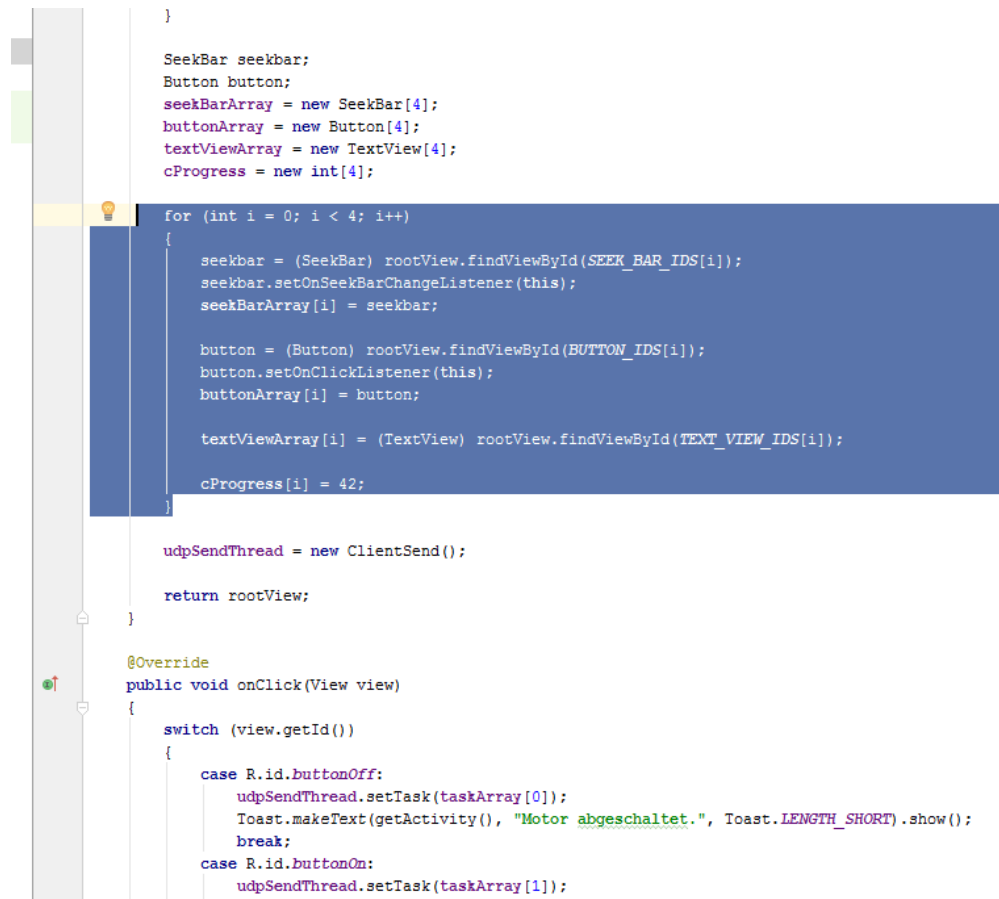 }
SeekBar seekbar;
Button button;
seekBarArray = new SeekBar[4];
buttonArray = new Button[4];
textViewArray = new TextView[4];
cProgress = new int[4];
for (int i = 0; i < 4; i++)
{
seekbar = (SeekBar) rootView.findViewById(SEEK_BAR_IDS[i]);
seekbar.setOnSeekBarChangeListener(this);
seekBarArray[i] = seekbar;
button = (Button) rootView.findViewById(BUTTON_IDS[i]);
button.setOnClickListener(this);
buttonArray[i] = button;
textViewArray[i] = (TextView) rootView.findViewById(TEXT_VIEW_IDS[i]);
cProgress[i] = 42;
}
udpSendThread = new ClientSend();
return rootView;
}
@Override
public void onClick(View view)
{
switch (view.getId())
{
case R.id.buttonOff:
udpSendThread.setTask(taskArray[0]);
Toast.makeText(getActivity(), "Motor abgeschaltet.", Toast.LENGTH_SHORT).show();
break;
case R.id.buttonOn:
udpSendThread.setTask(taskArray[1]);